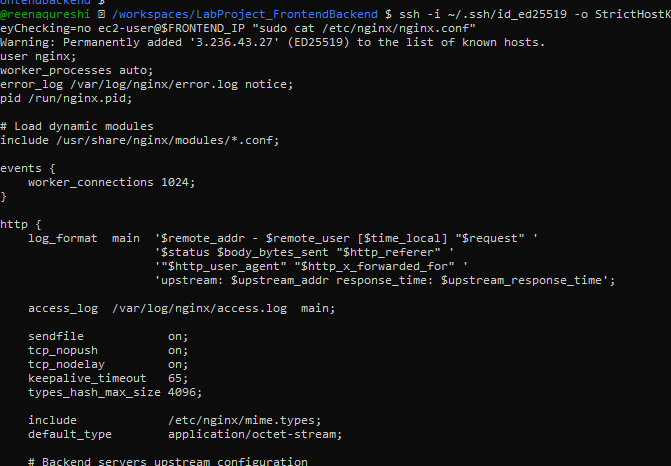 ontendBackend
@reenaqureshi /workspaces/LabProject_FrontendBackend $ ssh -i ~/.ssh/id_ed25519 -o StrictHostK
eyChecking=no ec2-user@$FRONTEND_IP "sudo cat /etc/nginx/nginx.conf"
Warning: Permanently added '3.236.43.27' (ED25519) to the list of known hosts.
user nginx;
worker_processes auto;
error_log /var/log/nginx/error.log notice;
pid /run/nginx.pid;

# Load dynamic modules
include /usr/share/nginx/modules/*.conf;

events {
    worker_connections 1024;
}

http {
    log_format  main  '$remote_addr - $remote_user [$time_local] "$request" '
                      '$status $body_bytes_sent "$http_referer" '
                      '"$http_user_agent" "$http_x_forwarded_for" '
                      'upstream: $upstream_addr response_time: $upstream_response_time';

    access_log  /var/log/nginx/access.log  main;

    sendfile            on;
    tcp_nopush          on;
    tcp_nodelay         on;
    keepalive_timeout   65;
    types_hash_max_size 4096;

    include             /etc/nginx/mime.types;
    default_type        application/octet-stream;

    # Backend servers upstream configuration